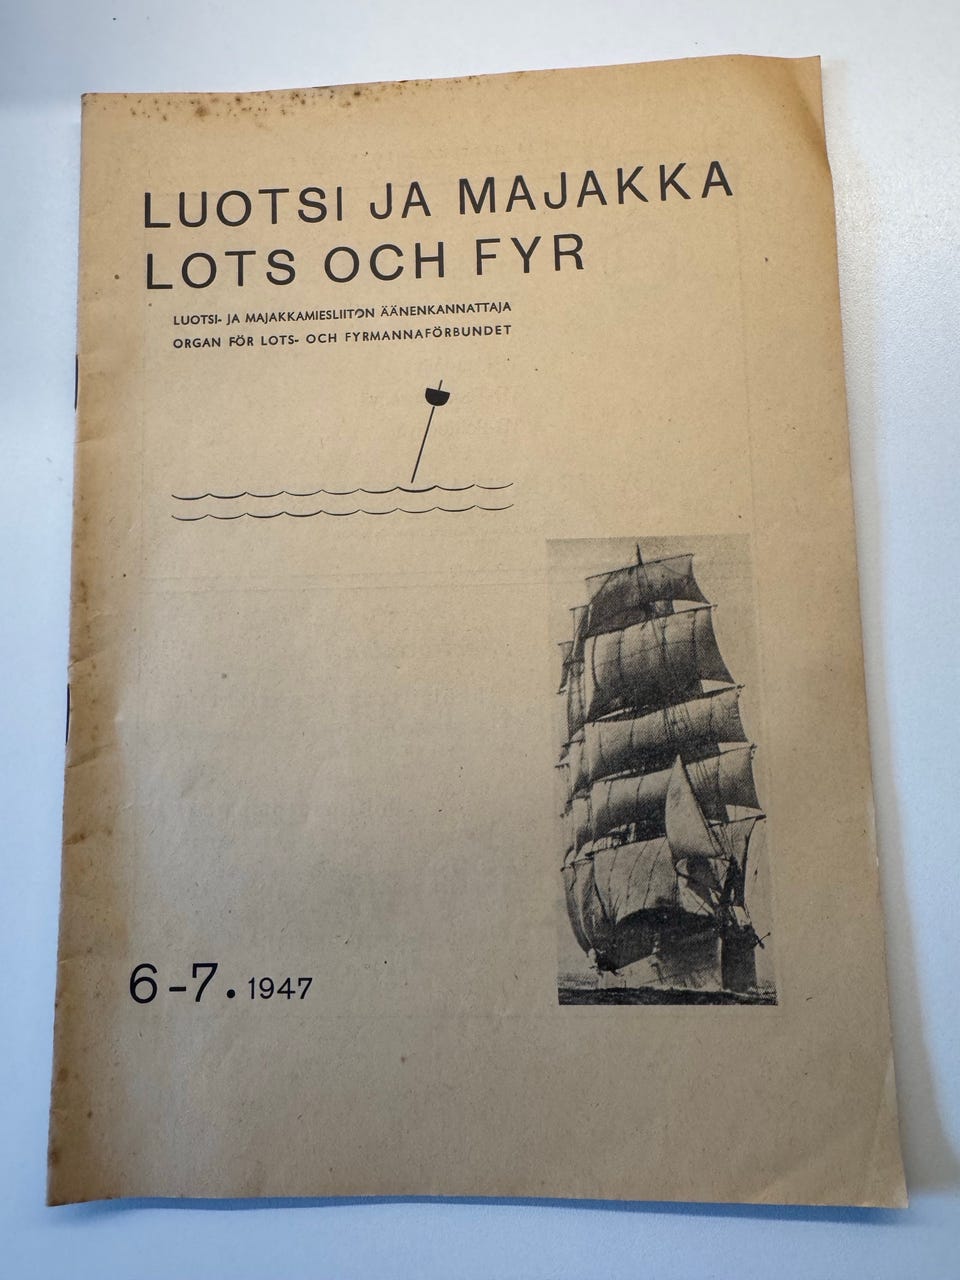 LUOTSI JA MAJAKKA
LOTS OCH FYR
LUOTSI- JA MAJAKKAMIESLIITON ÄÄNENKANNATTAJA
ORGAN FÖR LOTS- OCH FYRMANNAFÖRBUNDET
6-7. 1947